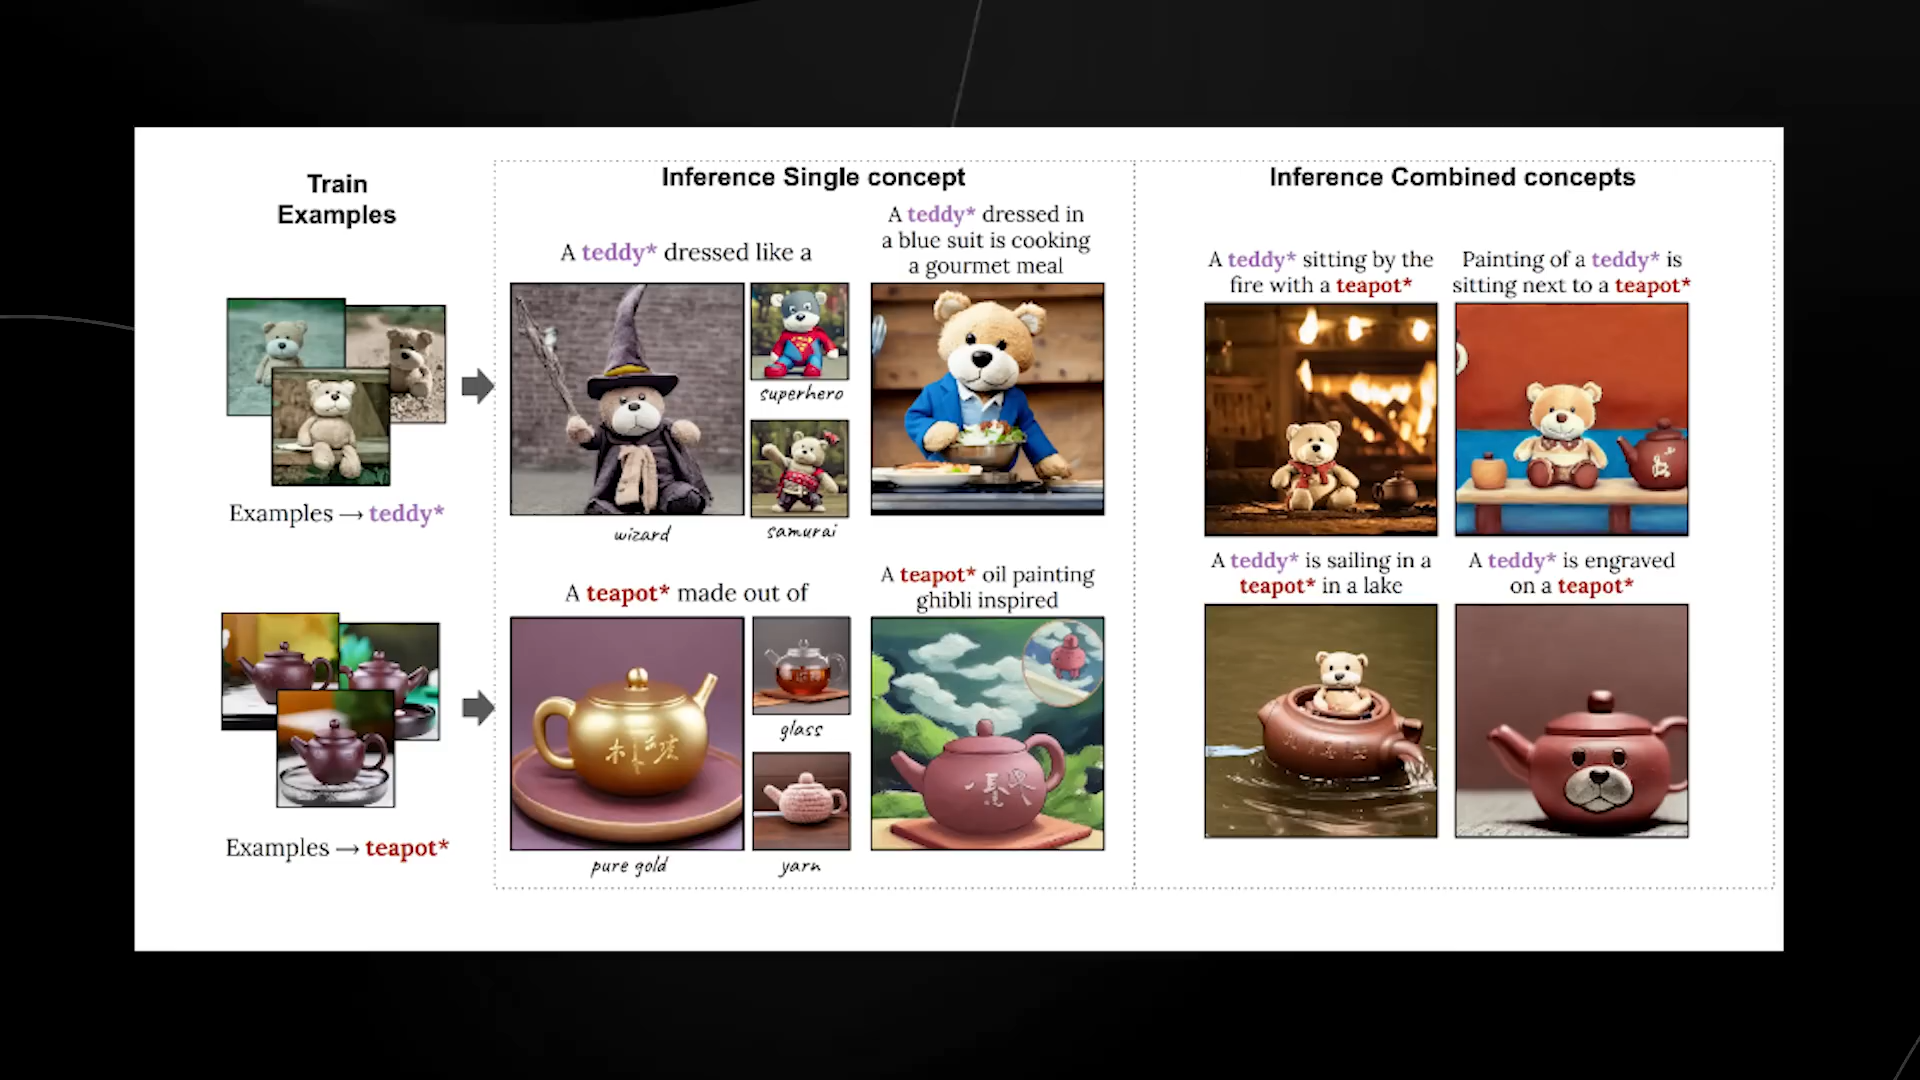 Train
Examples
Examples → teddy*
Examples → teapot*
Inference Single concept
A teddy* dressed like a
wizard
superhero
samurai
A teddy* dressed in
a blue suit is cooking
a gourmet meal
A teapot* made out of
pure gold
glass
yarn
A teapot* oil painting
ghibli inspired
Inference Combined concepts
A teddy* sitting by the
fire with a teapot*
Painting of a teddy* is
sitting next to a teapot*
A teddy* is sailing in a
teapot* in a lake
A teddy* is engraved
on a teapot*